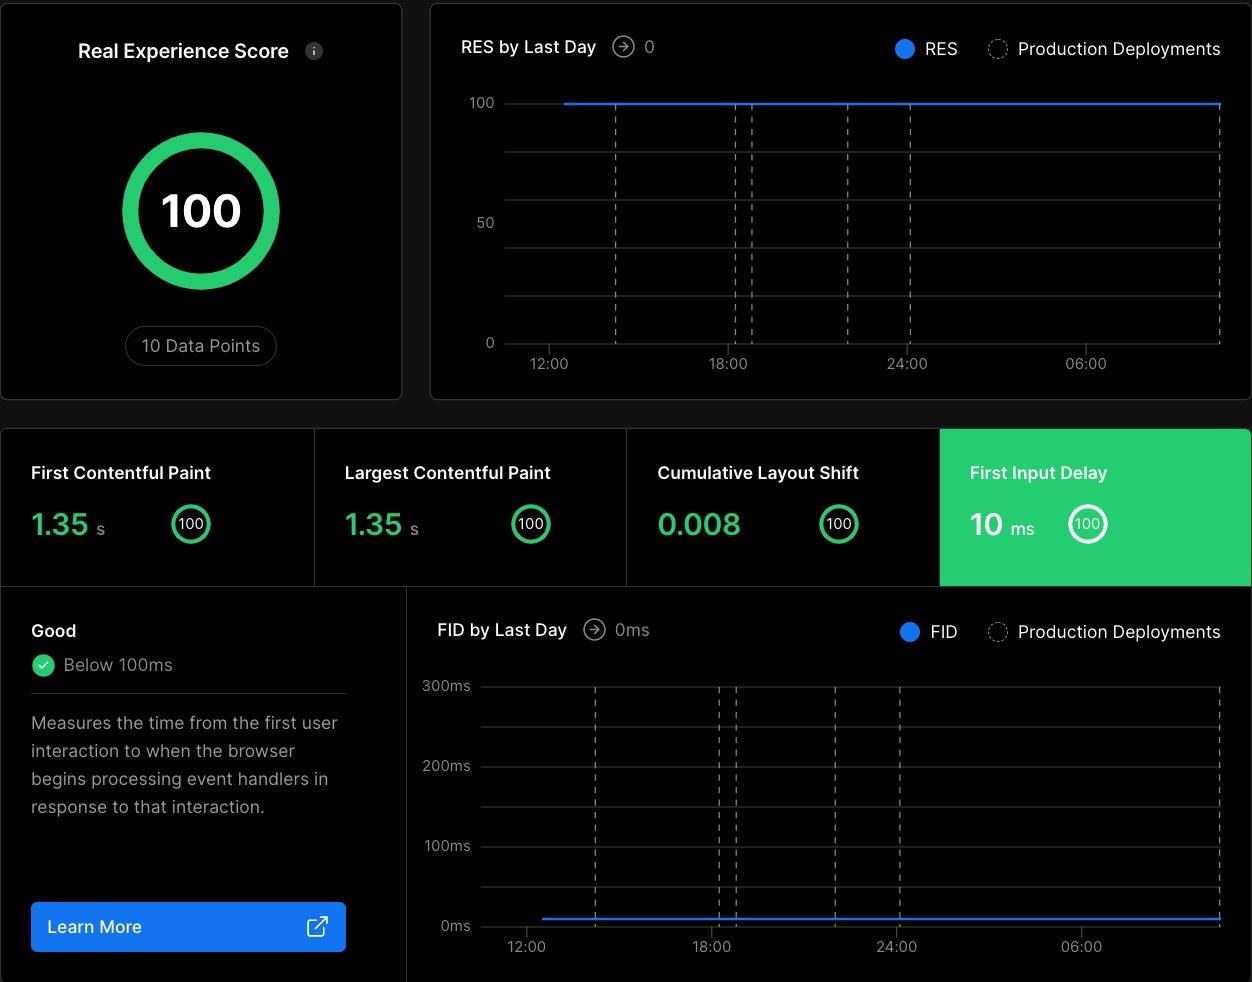 Real Experience Score
100
10 Data Points
RES by Last Day 0
RES Production Deployments
100
50
0
12:00 18:00 24:00 06:00
First Contentful Paint
1.35 s 100
Largest Contentful Paint
1.35 s 100
Cumulative Layout Shift
0.008 100
First Input Delay
10 ms 100
Good
Below 100ms
Measures the time from the first user
interaction to when the browser
begins processing event handlers in
response to that interaction.
Learn More
FID by Last Day 0ms
FID Production Deployments
300ms
200ms
100ms
0ms
12:00 18:00 24:00 06:00